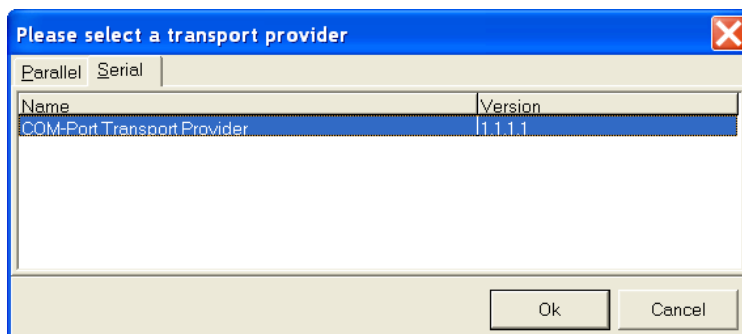 Please select a transport provider
Parallel Serial
Name Version
COM-Port Transport Provider 1.1.1.1
Ok Cancel